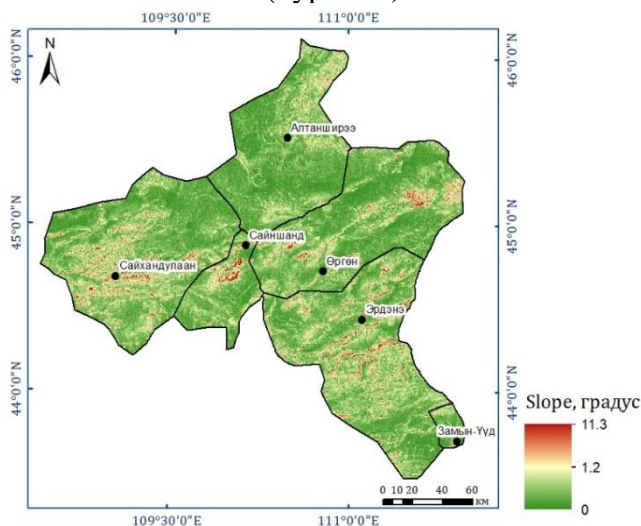 109°30'0"E 111°0'0"E
N
46°0'0"N 46°0'0"N
Алтанширээ
45°0'0"N 45°0'0"N
Сайншанд
Сайхандулаан
Өргөн
Эрдэнэ
44°0'0"N 44°0'0"N
Замын-Үүд
Slope, градус
11.3
1.2
0
0 10 20 40 60
км
109°30'0"E 111°0'0"E